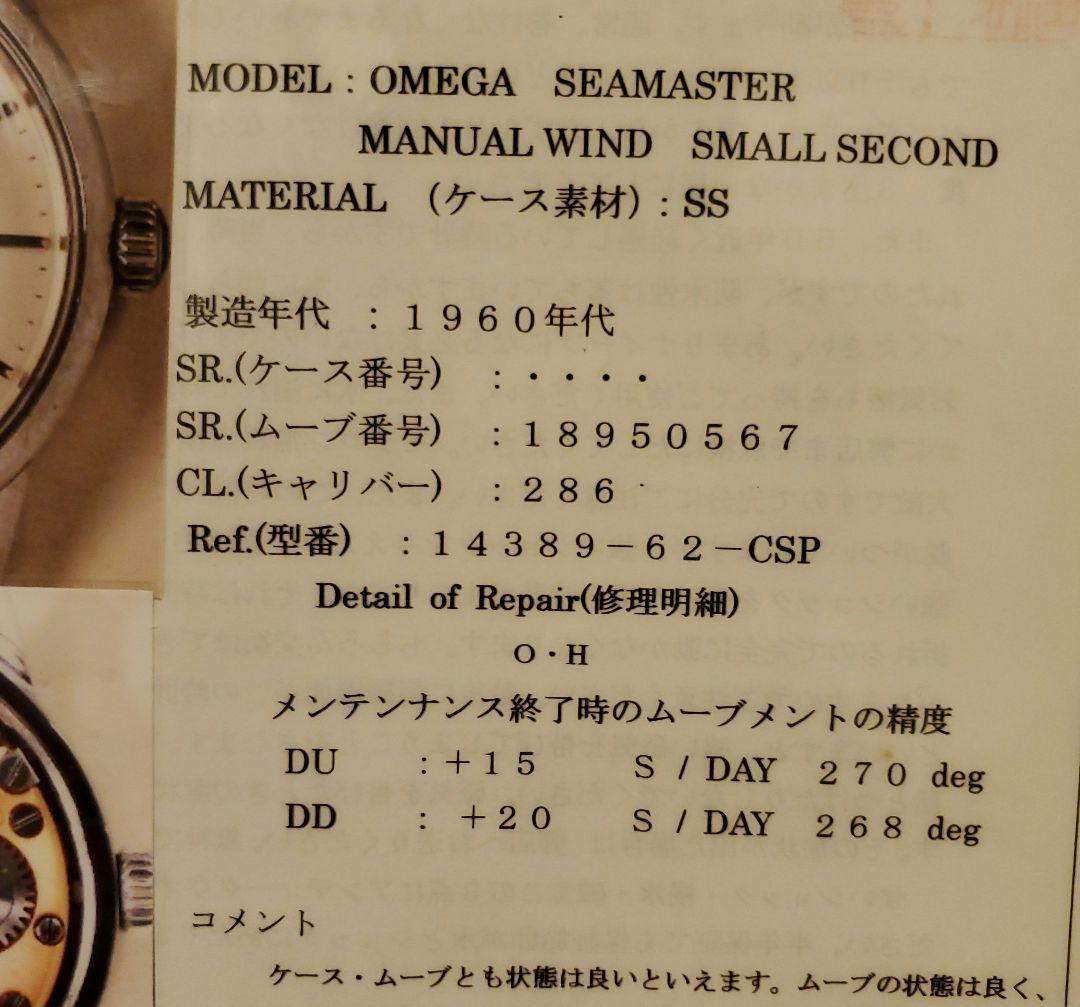 MODEL：OMEGA　SEAMASTER
MANUAL WIND　SMALL SECOND
MATERIAL　（ケース素材）：SS
製造年代　：１９６０年代
SR.(ケース番号)　：・・・・
SR.(ムーブ番号)　：１８９５０５６７
CL.(キャリバー)　：２８６
Ref.(型番)　：１４３８９－６２－CSP
Detail of Repair(修理明細)
O・H
メンテンナンス終了時のムーブメントの精度
DU　：＋１５　S / DAY　２７０ deg
DD　：＋２０　S / DAY　２６８ deg
コメント
ケース・ムーブとも状態は良いといえます。ムーブの状態は良く、